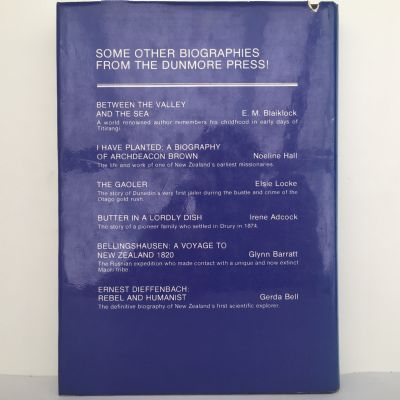 SOME OTHER BIOGRAPHIES
FROM THE DUNMORE PRESS!
BETWEEN THE VALLEY
AND THE SEA E. M. Blaiklock
A world renowned author remembers his childhood in early days of
Titirangi.
I HAVE PLANTED; A BIOGRAPHY
OF ARCHDEACON BROWN Noeline Hall
The life and work of one of New Zealand's earliest missionaries.
THE GAOLER Elsie Locke
The story of Dunedin's very first jailer during the bustle and crime of the
Otago gold rush.
BUTTER IN A LORDLY DISH Irene Adcock
The story of a pioneer family who settled in Drury in 1874.
BELLINGSHAUSEN: A VOYAGE TO
NEW ZEALAND 1820 Glynn Barratt
The Russian expedition who made contact with a unique and now extinct
Maori tribe.
ERNEST DIEFFENBACH:
REBEL AND HUMANIST Gerda Bell
The definitive biography of New Zealand's first scientific explorer.